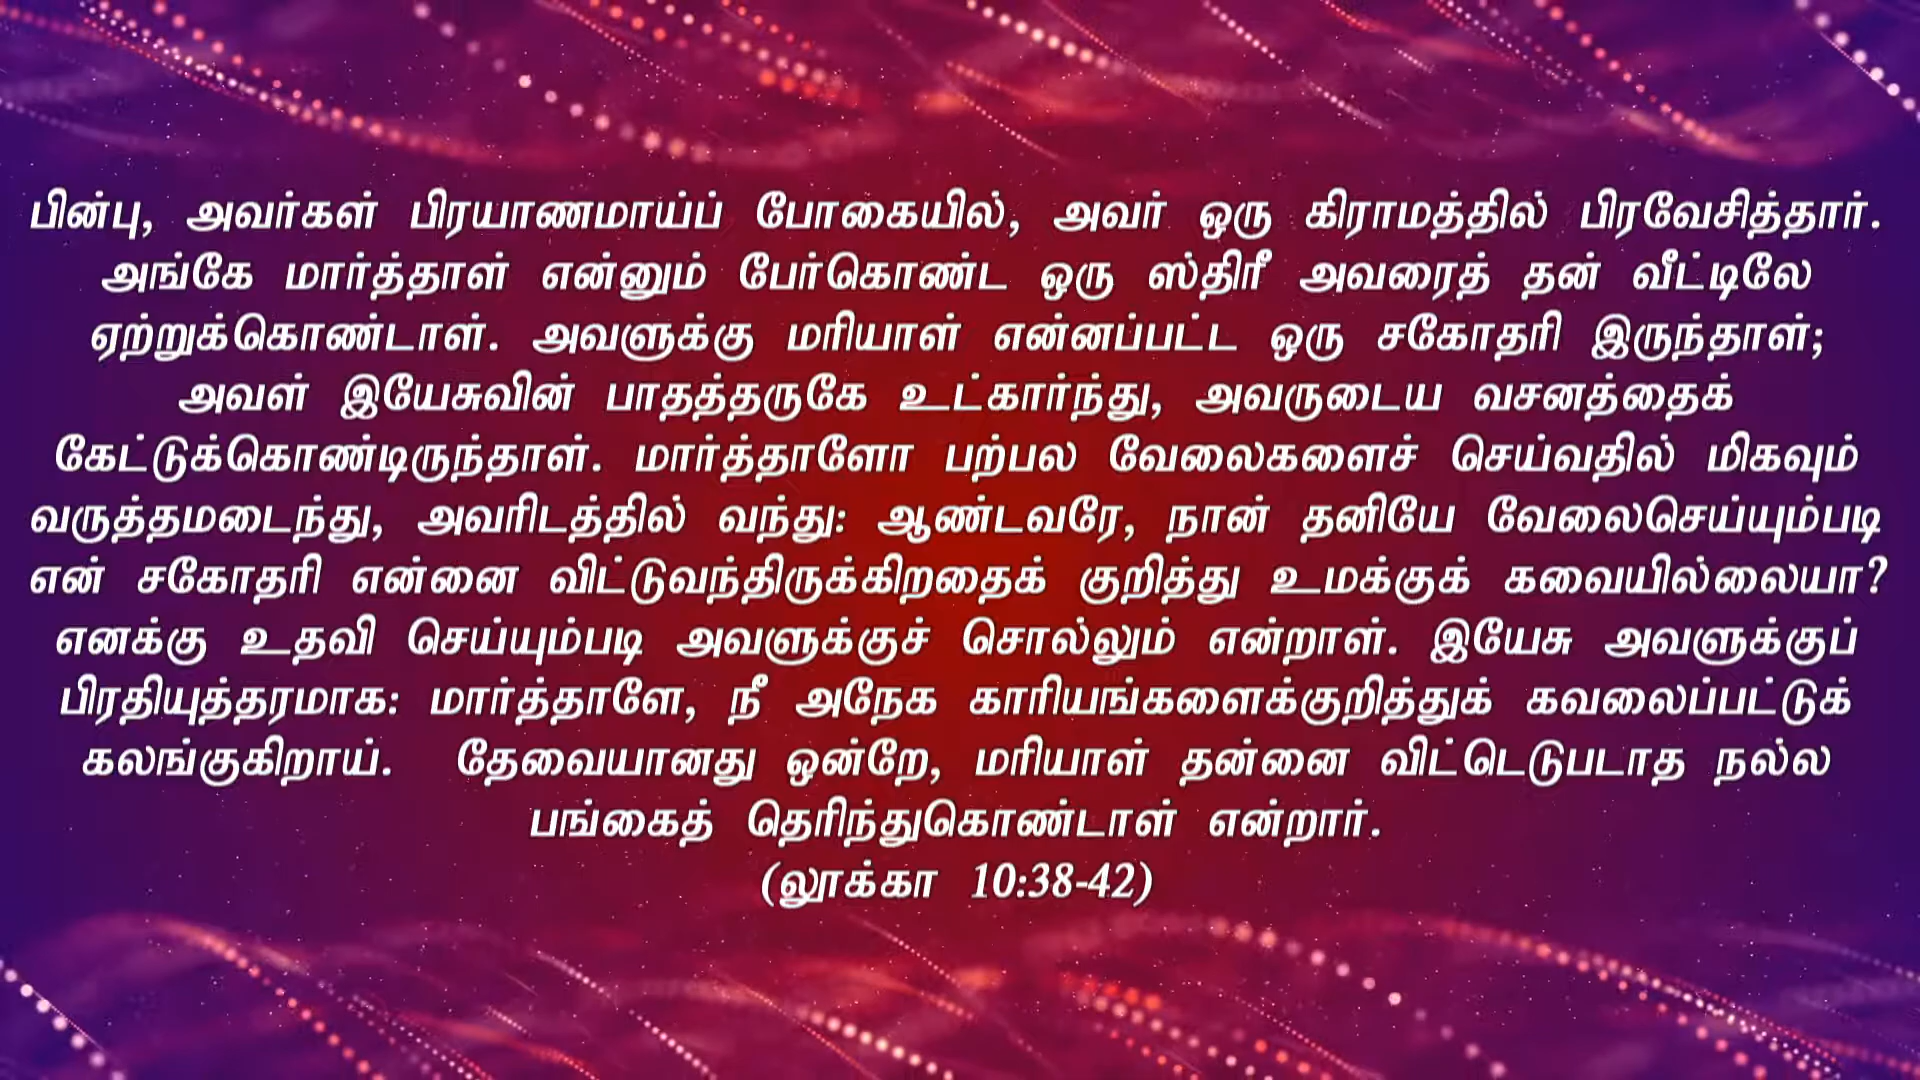 பின்பு, அவர்கள் பிரயாணமாய்ப் போகையில், அவர் ஒரு கிராமத்தில் பிரவேசித்தார்.
அங்கே மார்த்தாள் என்னும் பேர்கொண்ட ஒரு ஸ்திரீ அவரைத் தன் வீட்டிலே
ஏற்றுக்கொண்டாள். அவளுக்கு மரியாள் என்னப்பட்ட ஒரு சகோதரி இருந்தாள்;
அவள் இயேசுவின் பாதத்தருகே உட்கார்ந்து, அவருடைய வசனத்தைக்
கேட்டுக்கொண்டிருந்தாள். மார்த்தாளோ பற்பல வேலைகளைச் செய்வதில் மிகவும்
வருத்தமடைந்து, அவரிடத்தில் வந்து: ஆண்டவரே, நான் தனியே வேலைசெய்யும்படி
என் சகோதரி என்னை விட்டுவந்திருக்கிறதைக் குறித்து உமக்குக் கவையில்லையா?
எனக்கு உதவி செய்யும்படி அவளுக்குச் சொல்லும் என்றாள். இயேசு அவளுக்குப்
பிரதியுத்தரமாக: மார்த்தாளே, நீ அநேக காரியங்களைக்குறித்துக் கவலைப்பட்டுக்
கலங்குகிறாய். தேவையானது ஒன்றே, மரியாள் தன்னை விட்டெடுபடாத நல்ல
பங்கைத் தெரிந்துகொண்டாள் என்றார்.
(லூக்கா 10:38-42)